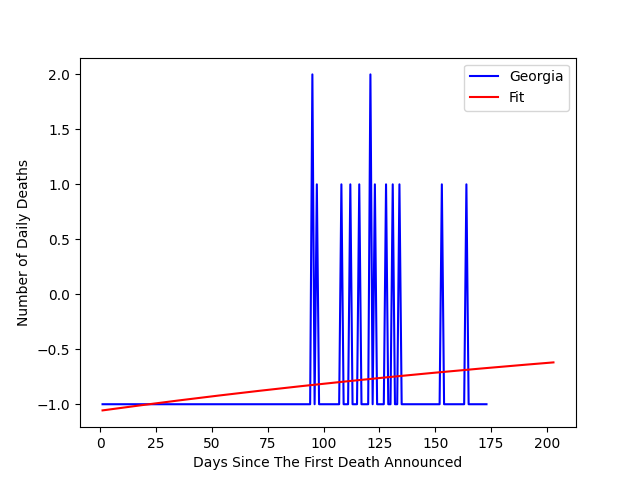 Georgia
Fit
2.0
1.5
1.0
0.5
0.0
−0.5
−1.0
Number of Daily Deaths
0 25 50 75 100 125 150 175 200
Days Since The First Death Announced